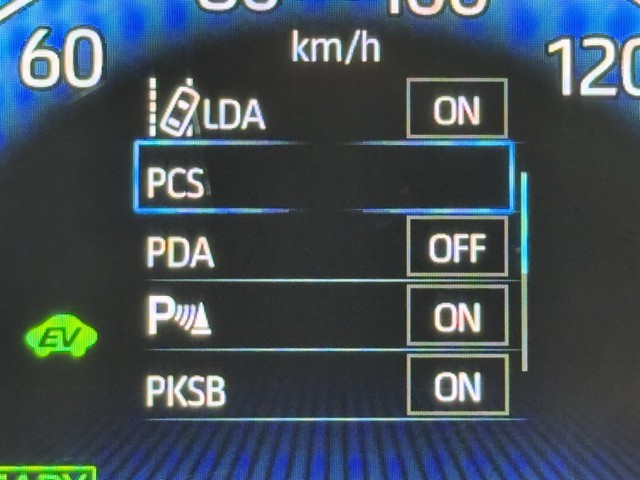 60
120
km/h
LDA ON
PCS
PDA OFF
P ON
EV
PKSB ON